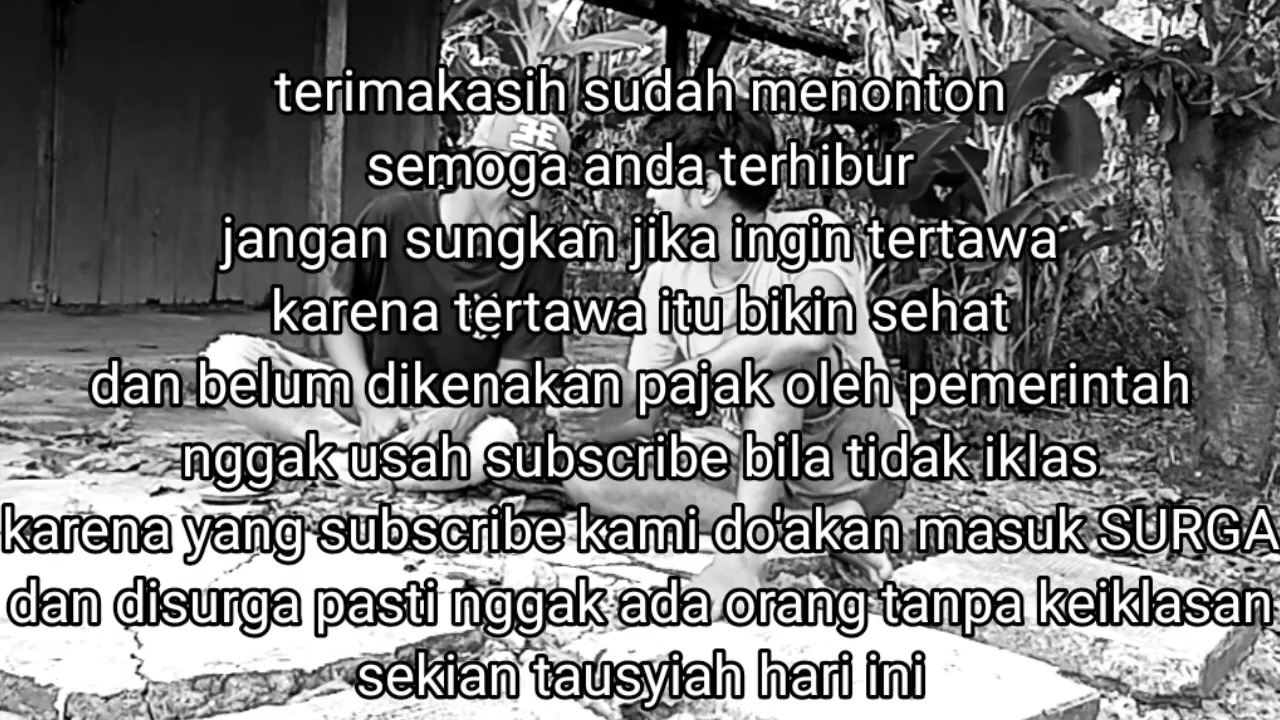 terimakasih sudah menonton
semoga anda terhibur
jangan sungkan jika ingin tertawa
karena tertawa itu bikin sehat
dan belum dikenakan pajak oleh pemerintah
nggak usah subscribe bila tidak iklas
karena yang subscribe kami do'akan masuk SURGA
dan disurga pasti nggak ada orang tanpa keiklasan
sekian tausyiah hari ini